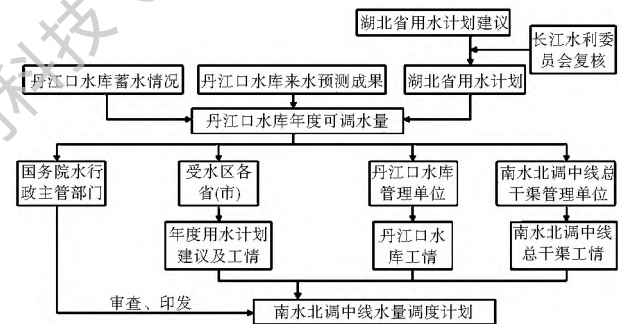 湖北省用水计划建议
长江水利委
员会复核
丹江口水库蓄水情况
丹江口水库来水预测成果
湖北省用水计划
丹江口水库年度可调水量
国务院水行
政主管部门
受水区各
省(市)
丹江口水库
管理单位
南水北调中线总
干渠管理单位
年度用水计划
建议及工情
丹江口水
库工情
南水北调中线
总干渠工情
审查、印发
南水北调中线水量调度计划
科技